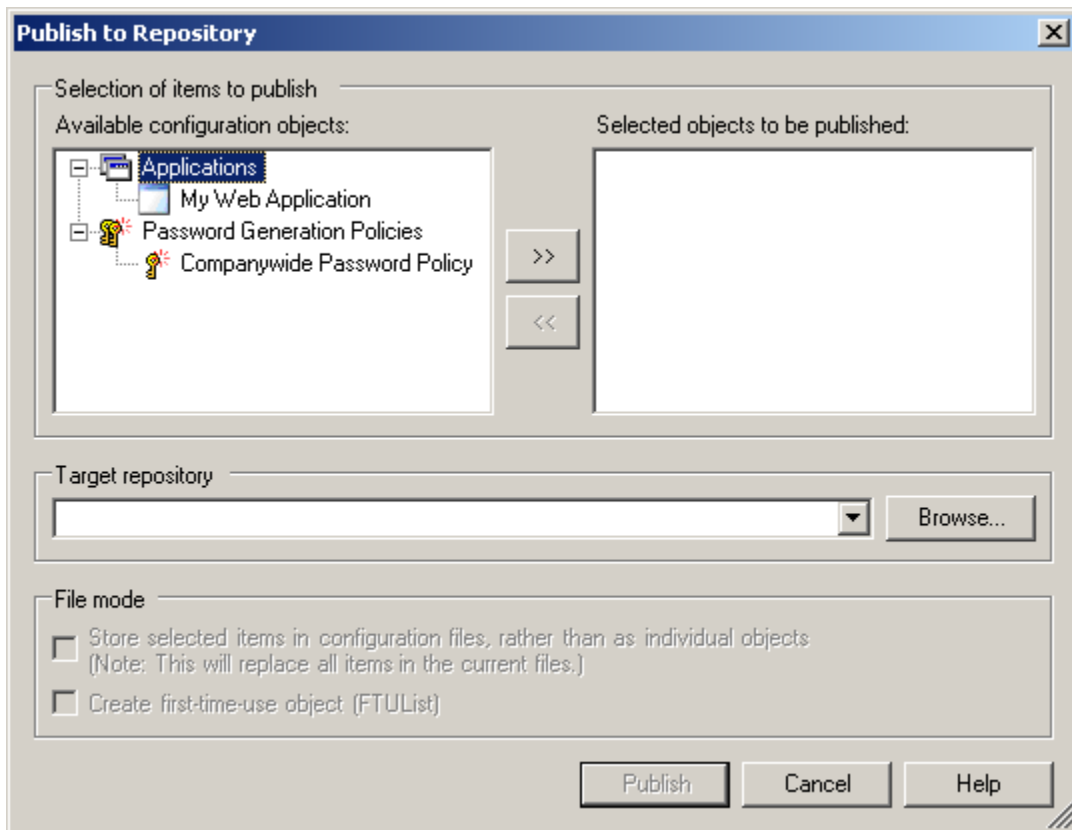 Publish to Repository
Selection of items to publish
Available configuration objects:
Selected objects to be published:
Applications
My Web Application
Password Generation Policies
Companywide Password Policy
>>
<<
Target repository
Browse...
File mode
Store selected items in configuration files, rather than as individual objects
(Note: This will replace all items in the current files.)
Create first-time-use object (FTUList)
Publish
Cancel
Help